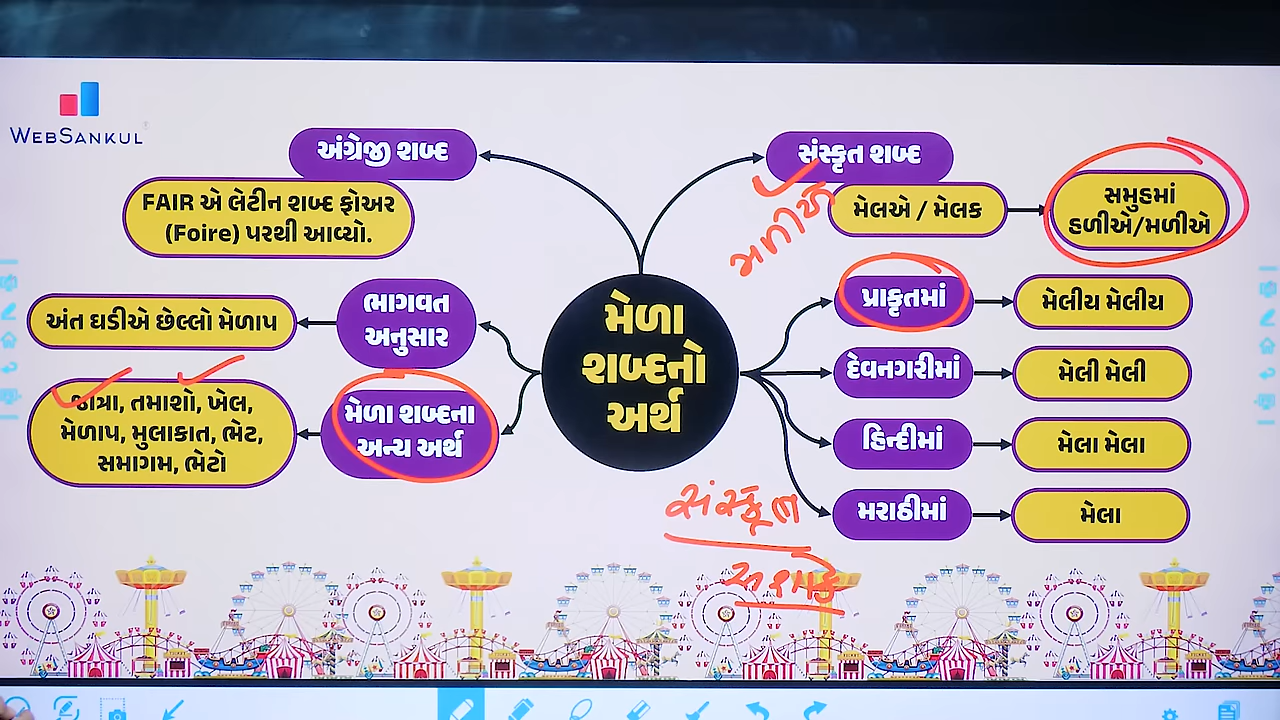 WEBSANKUL
અંગ્રેજી શબ્દ
FAIR એ લેટીન શબ્દ ફોઅર
(Foire) પરથી આવ્યો.
સંસ્કૃત શબ્દ
મેલએ / મેલક
સમુહમાં
હળીએ/મળીએ
ભાગવત
અનુસાર
અંત ઘડીએ છેલ્લો મેળાપ
મેળા શબ્દના
અન્ય અર્થ
જાત્રા, તમાશો, ખેલ,
મેળાપ, મુલાકાત, ભેટ,
સમાગમ, ભેટો
મેળા
શબ્દનો
અર્થ
પ્રાકૃતમાં
મેલીય મેલીય
દેવનગરીમાં
મેલી મેલી
હિન્દીમાં
મેલા મેલા
મરાઠીમાં
મેલા
સંસ્કૃત